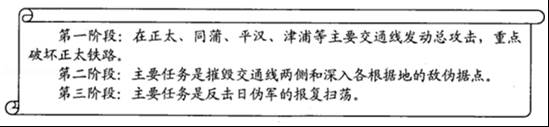 第一阶段：在正太、同蒲、平汉、津浦等主要交通线发动总攻击，重点
破坏正太铁路。
第二阶段：主要任务是摧毁交通线两侧和深入各根据地的敌伪据点。
第三阶段：主要任务是反击日伪军的报复扫荡。